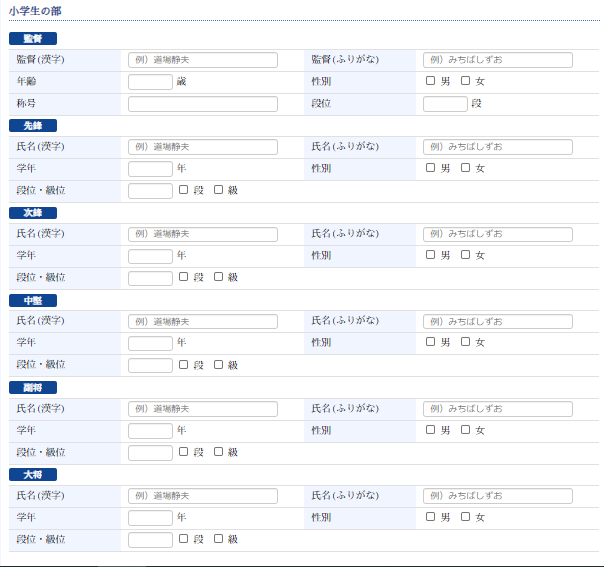 小学生の部
監督
監督(漢字) 例）道場静夫 監督(ふりがな) 例）みちばしずお
年齢 歳 性別 男 女
称号 段位 段
先鋒
氏名(漢字) 例）道場静夫 氏名(ふりがな) 例）みちばしずお
学年 年 性別 男 女
段位・級位 段 級
次鋒
氏名(漢字) 例）道場静夫 氏名(ふりがな) 例）みちばしずお
学年 年 性別 男 女
段位・級位 段 級
中堅
氏名(漢字) 例）道場静夫 氏名(ふりがな) 例）みちばしずお
学年 年 性別 男 女
段位・級位 段 級
副将
氏名(漢字) 例）道場静夫 氏名(ふりがな) 例）みちばしずお
学年 年 性別 男 女
段位・級位 段 級
大将
氏名(漢字) 例）道場静夫 氏名(ふりがな) 例）みちばしずお
学年 年 性別 男 女
段位・級位 段 級